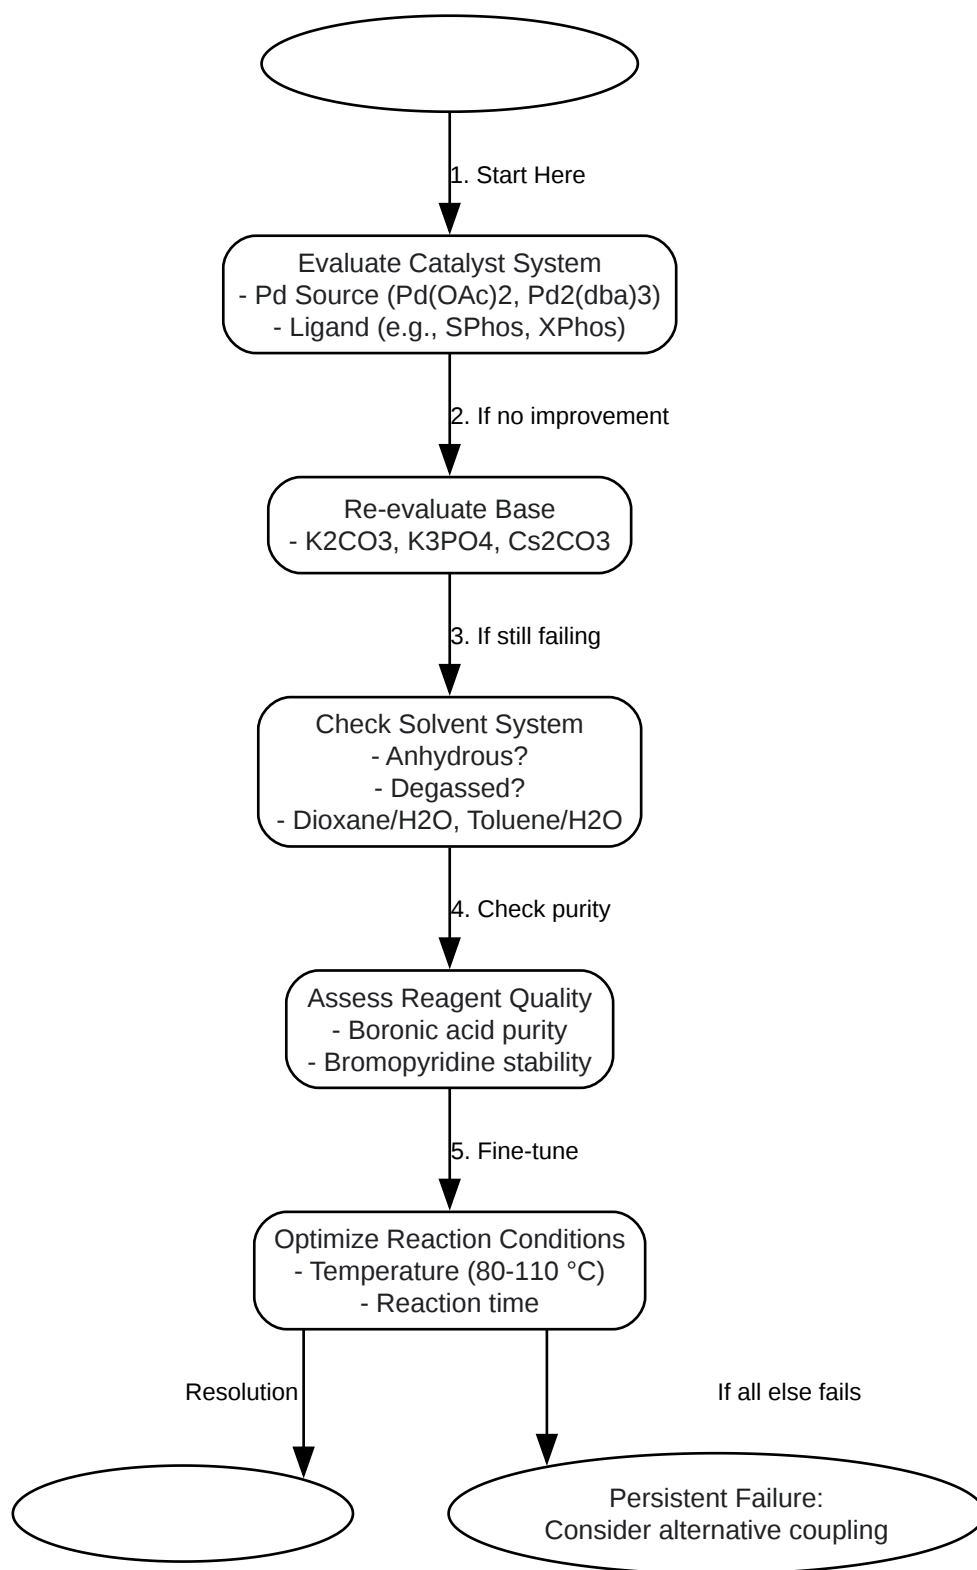 1. Start Here
Evaluate Catalyst System
- Pd Source (Pd(OAc)2, Pd2(dba)3)
- Ligand (e.g., SPhos, XPhos)
2. If no improvement
Re-evaluate Base
- K2CO3, K3PO4, Cs2CO3
3. If still failing
Check Solvent System
- Anhydrous?
- Degassed?
- Dioxane/H2O, Toluene/H2O
4. Check purity
Assess Reagent Quality
- Boronic acid purity
- Bromopyridine stability
5. Fine-tune
Optimize Reaction Conditions
- Temperature (80-110 °C)
- Reaction time
Resolution
If all else fails
Persistent Failure:
Consider alternative coupling